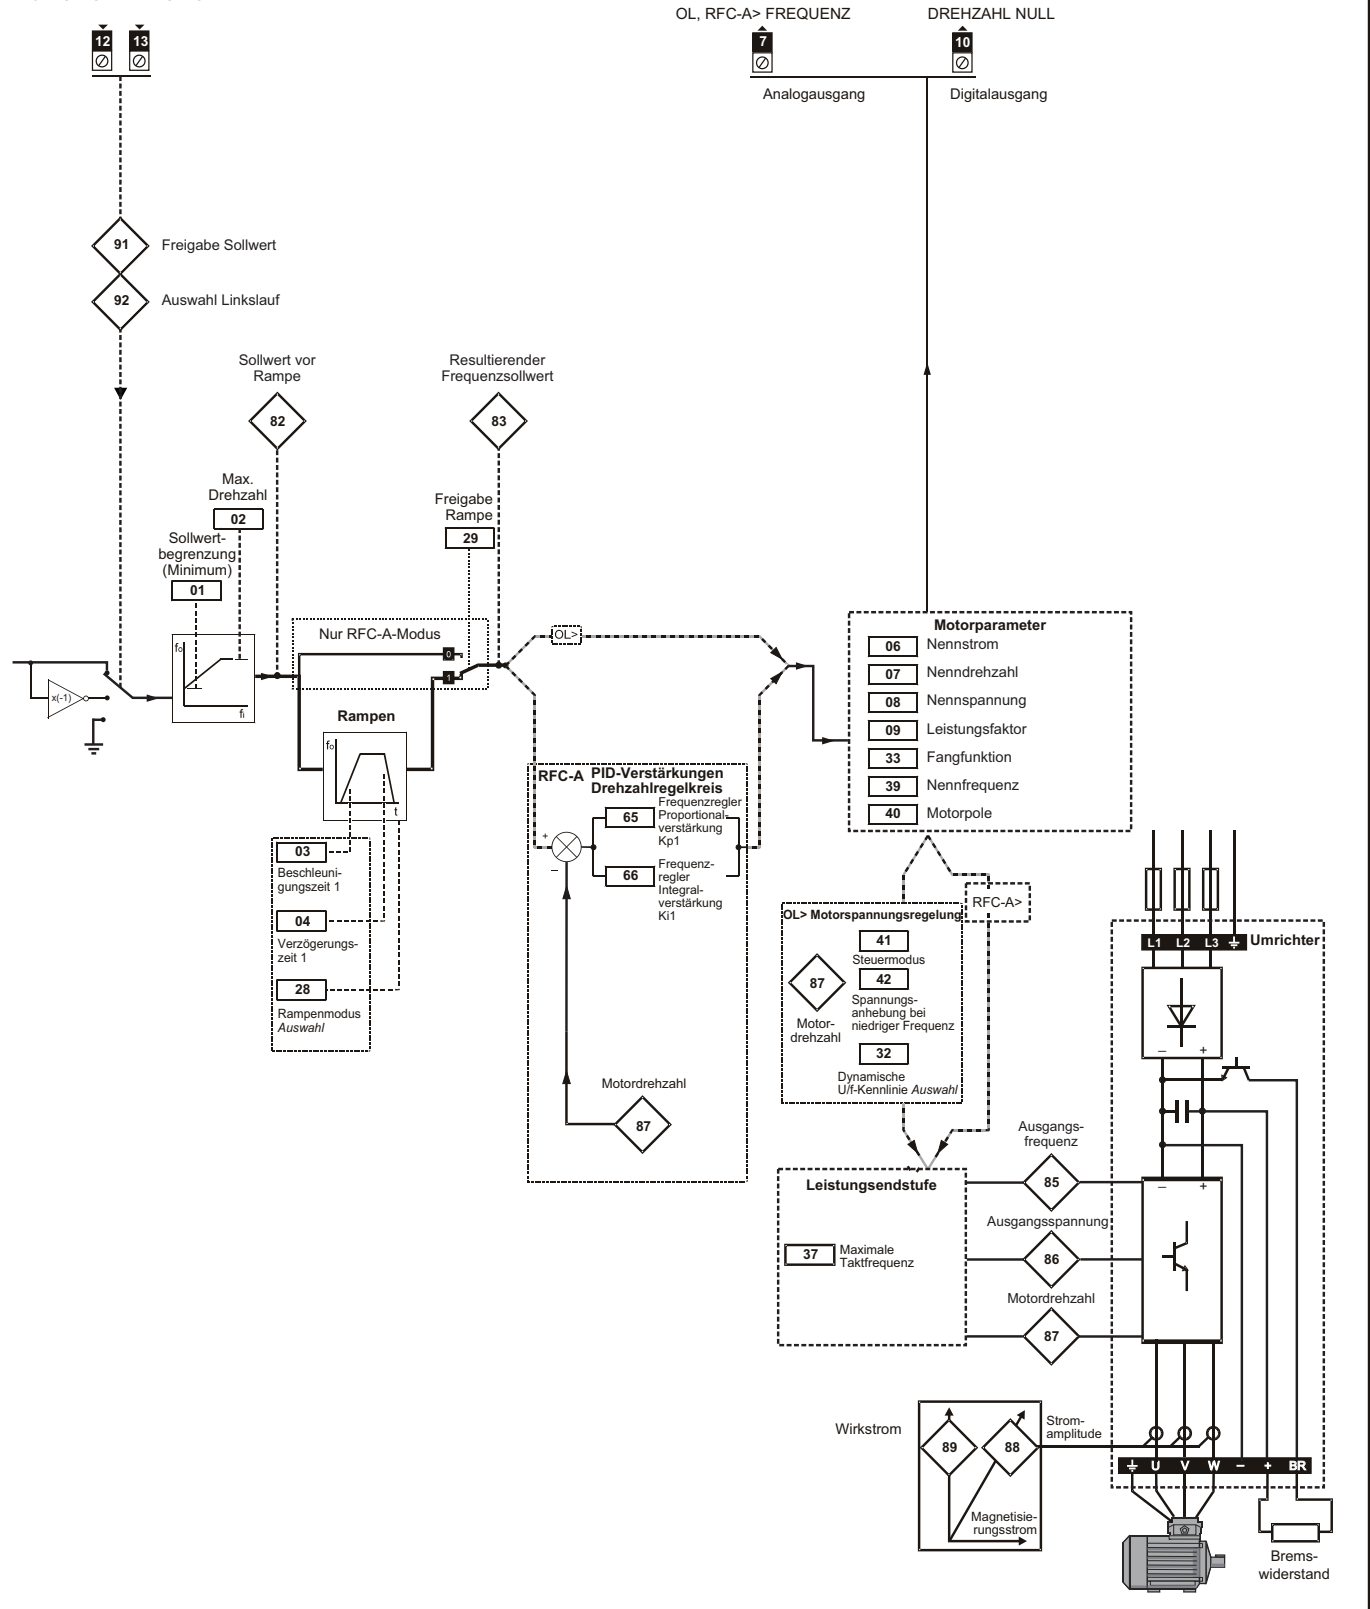 OL, RFC-A> FREQUENZ
DREHZAHL NULL
12
13
7
10
Analogausgang
Digitalausgang
91
Freigabe Sollwert
92
Auswahl Linkslauf
Sollwert vor
Rampe
82
Resultierender
Frequenzsollwert
83
Max.
Drehzahl
02
Sollwert-
begrenzung
(Minimum)
01
Freigabe
Rampe
29
Nur RFC-A-Modus
0
1
OL>
fo
fi
x(-1)
Rampen
fo
t
03
Beschleuni-
gungszeit 1
04
Verzögerungs-
zeit 1
28
Rampenmodus
Auswahl
RFC-A
PID-Verstärkungen
Drehzahlregelkreis
65
Frequenzregler
Proportional-
verstärkung
Kp1
66
Frequenz-
regler
Integral-
verstärkung
Ki1
+
–
Motordrehzahl
87
Motorparameter
06
Nennstrom
07
Nenndrehzahl
08
Nennspannung
09
Leistungsfaktor
33
Fangfunktion
39
Nennfrequenz
40
Motorpole
RFC-A>
OL> Motorspannungsregelung
41
Steuermodus
87
Motor-
drehzahl
42
Spannungs-
anhebung bei
niedriger Frequenz
32
Dynamische
U/f-Kennlinie Auswahl
Leistungsendstufe
37
Maximale
Taktfrequenz
Ausgangs-
frequenz
85
Ausgangsspannung
86
Motordrehzahl
87
L1
L2
L3
Umrichter
–
+
–
+
Wirkstrom
89
88
Strom-
amplitude
Magnetisie-
rungsstrom
U
V
W
–
+
BR
Brems-
widerstand